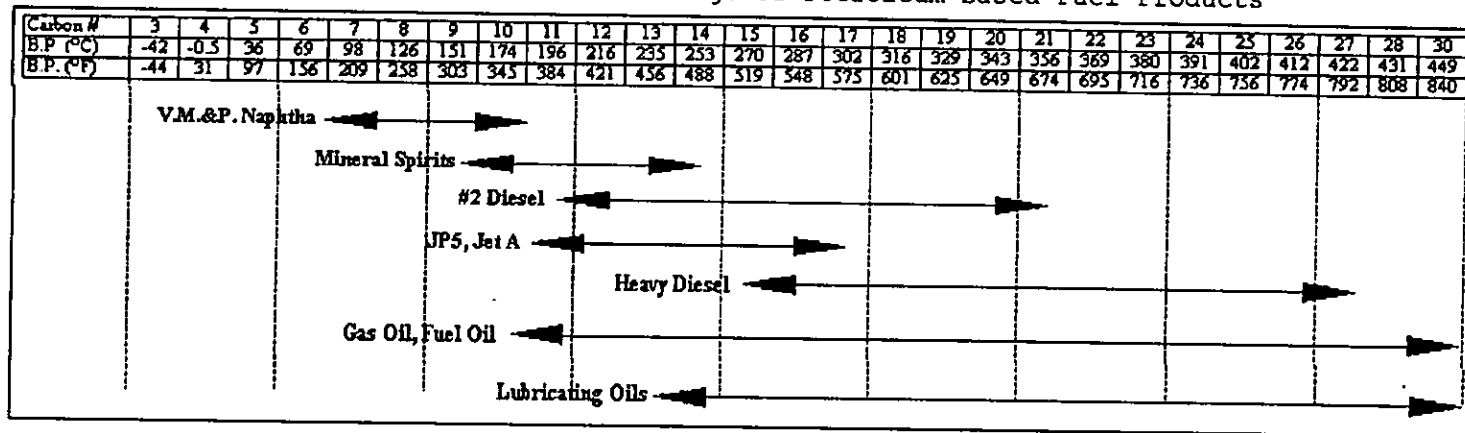 Petroleum Based Fuel Products
Carbon # 3 4 5 6 7 8 9 10 11 12 13 14 15 16 17 18 19 20 21 22 23 24 25 26 27 28 30
B.P. (°C) -42 -0.5 36 69 98 126 151 174 196 216 235 253 270 287 302 316 329 343 356 369 380 391 402 412 422 431 449
B.P. (°F) -44 31 97 156 209 258 303 345 384 421 456 488 519 548 575 601 625 649 674 695 716 736 756 774 792 808 840
V.M.&P. Naphtha
Mineral Spirits
#2 Diesel
JP5, Jet A
Heavy Diesel
Gas Oil, Fuel Oil
Lubricating Oils